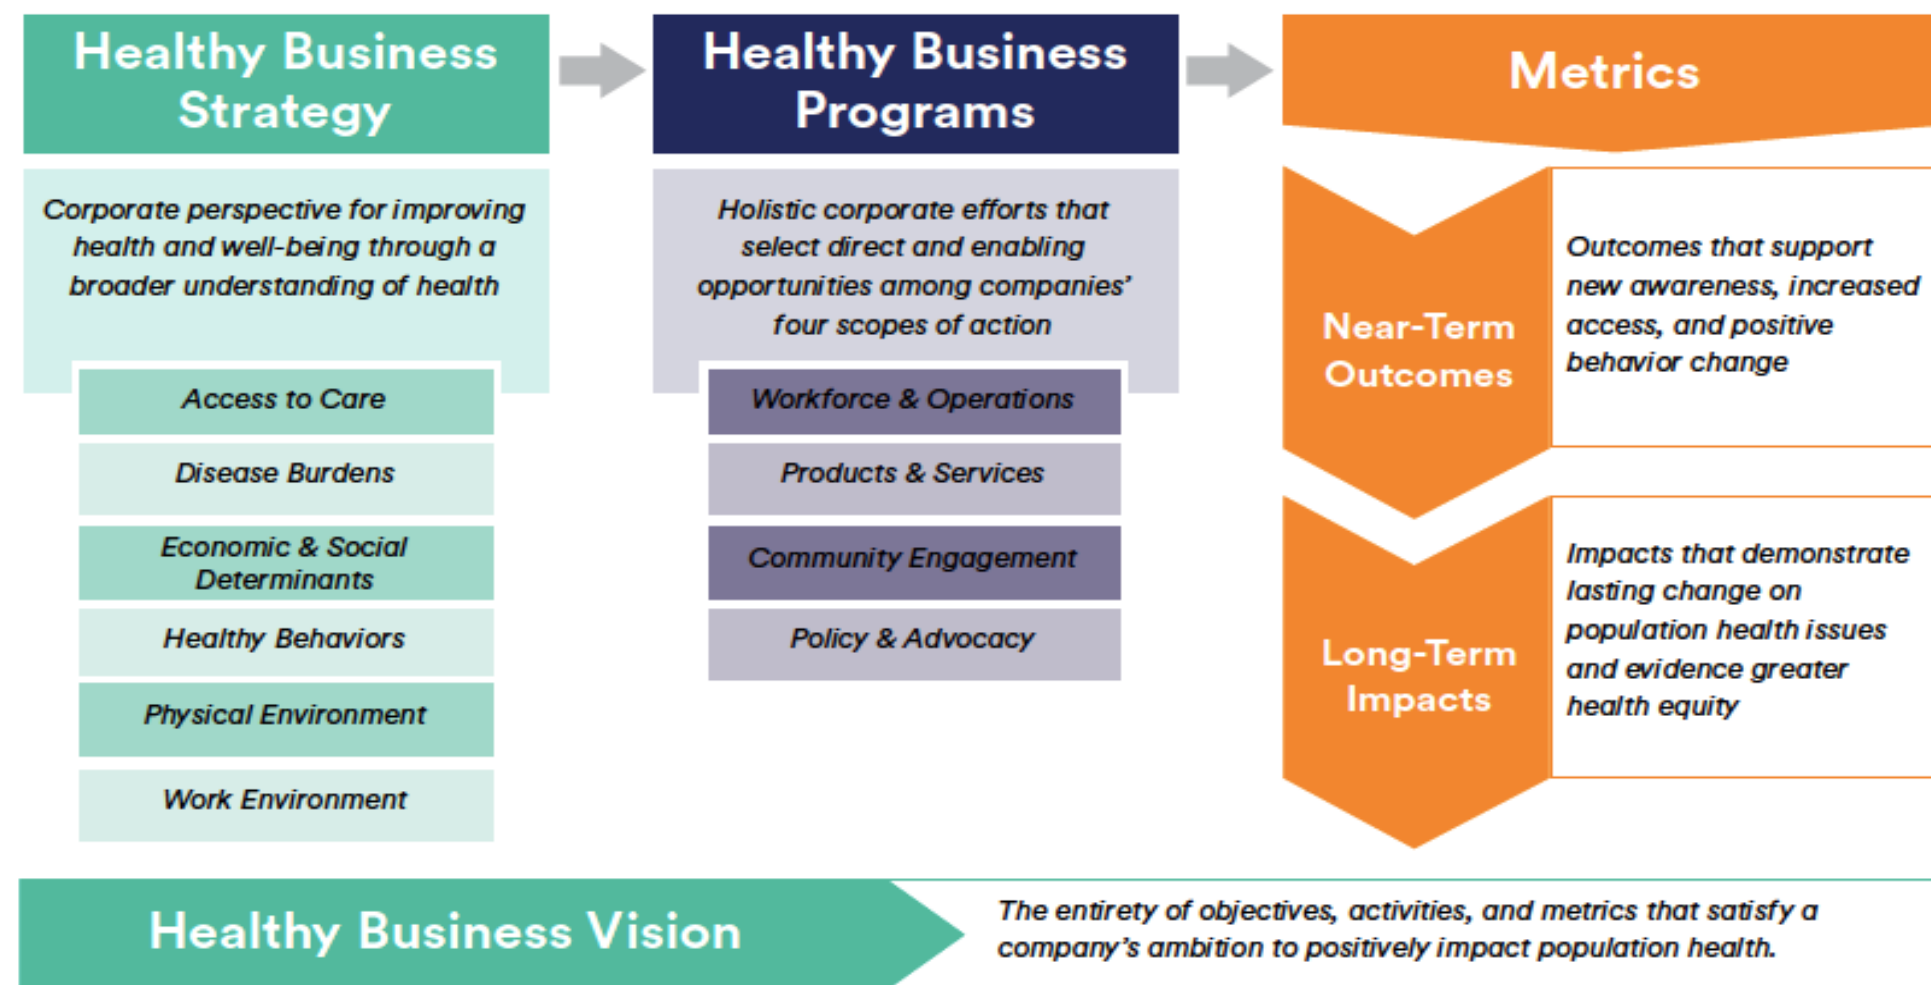 Healthy Business
Strategy
Corporate perspective for improving
health and well-being through a
broader understanding of health
Access to Care
Disease Burdens
Economic & Social
Determinants
Healthy Behaviors
Physical Environment
Work Environment
Healthy Business
Programs
Holistic corporate efforts that
select direct and enabling
opportunities among companies’
four scopes of action
Workforce & Operations
Products & Services
Community Engagement
Policy & Advocacy
Metrics
Near-Term
Outcomes
Outcomes that support
new awareness, increased
access, and positive
behavior change
Long-Term
Impacts
Impacts that demonstrate
lasting change on
population health issues
and evidence greater
health equity
Healthy Business Vision
The entirety of objectives, activities, and metrics that satisfy a
company’s ambition to positively impact population health.